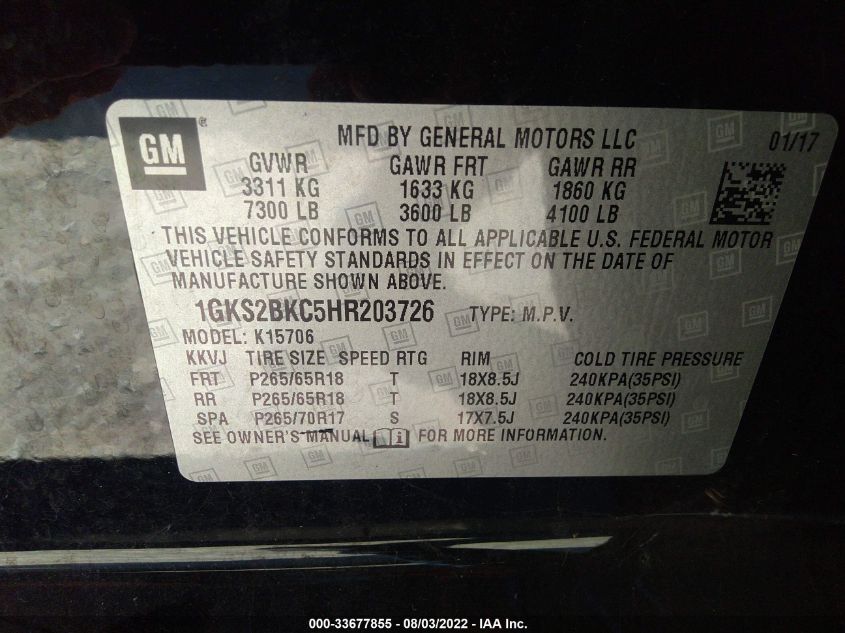 GM ® MFD BY GENERAL MOTORS LLC 01/17
GVWR GAWR FRT GAWR RR
3311 KG 1633 KG 1860 KG
7300 LB 3600 LB 4100 LB
THIS VEHICLE CONFORMS TO ALL APPLICABLE U.S. FEDERAL MOTOR
VEHICLE SAFETY STANDARDS IN EFFECT ON THE DATE OF
MANUFACTURE SHOWN ABOVE.
1GKS2BKC5HR203726 TYPE: M.P.V.
MODEL: K15706
KKVJ TIRE SIZE SPEED RTG RIM COLD TIRE PRESSURE
FRT P265/65R18 T 18X8.5J 240KPA(35PSI)
RR P265/65R18 T 18X8.5J 240KPA(35PSI)
SPA P265/70R17 S 17X7.5J 240KPA(35PSI)
SEE OWNER'S MANUAL i FOR MORE INFORMATION.
000-33677855 - 08/03/2022 - IAA Inc.